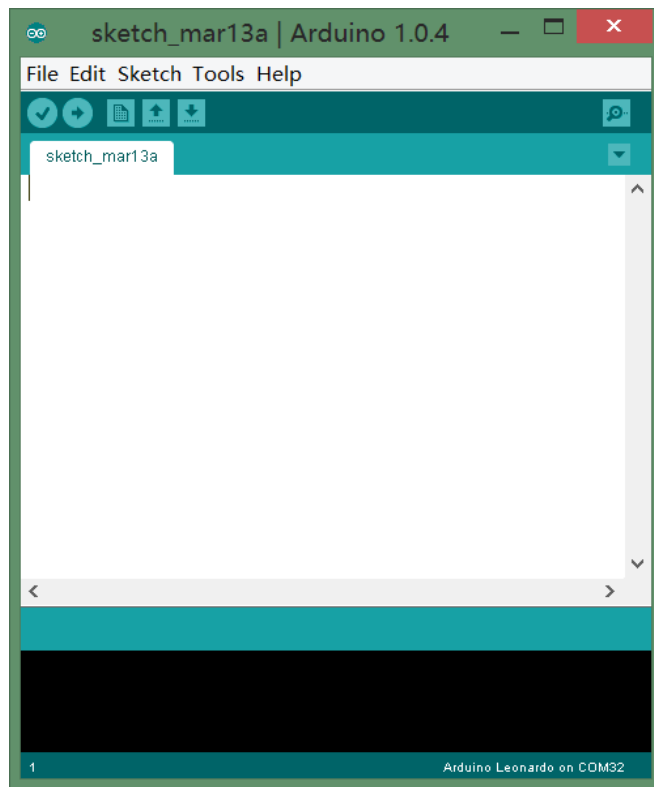 sketch_mar13a | Arduino 1.0.4
File Edit Sketch Tools Help
sketch_mar13a
1 Arduino Leonardo on COM32